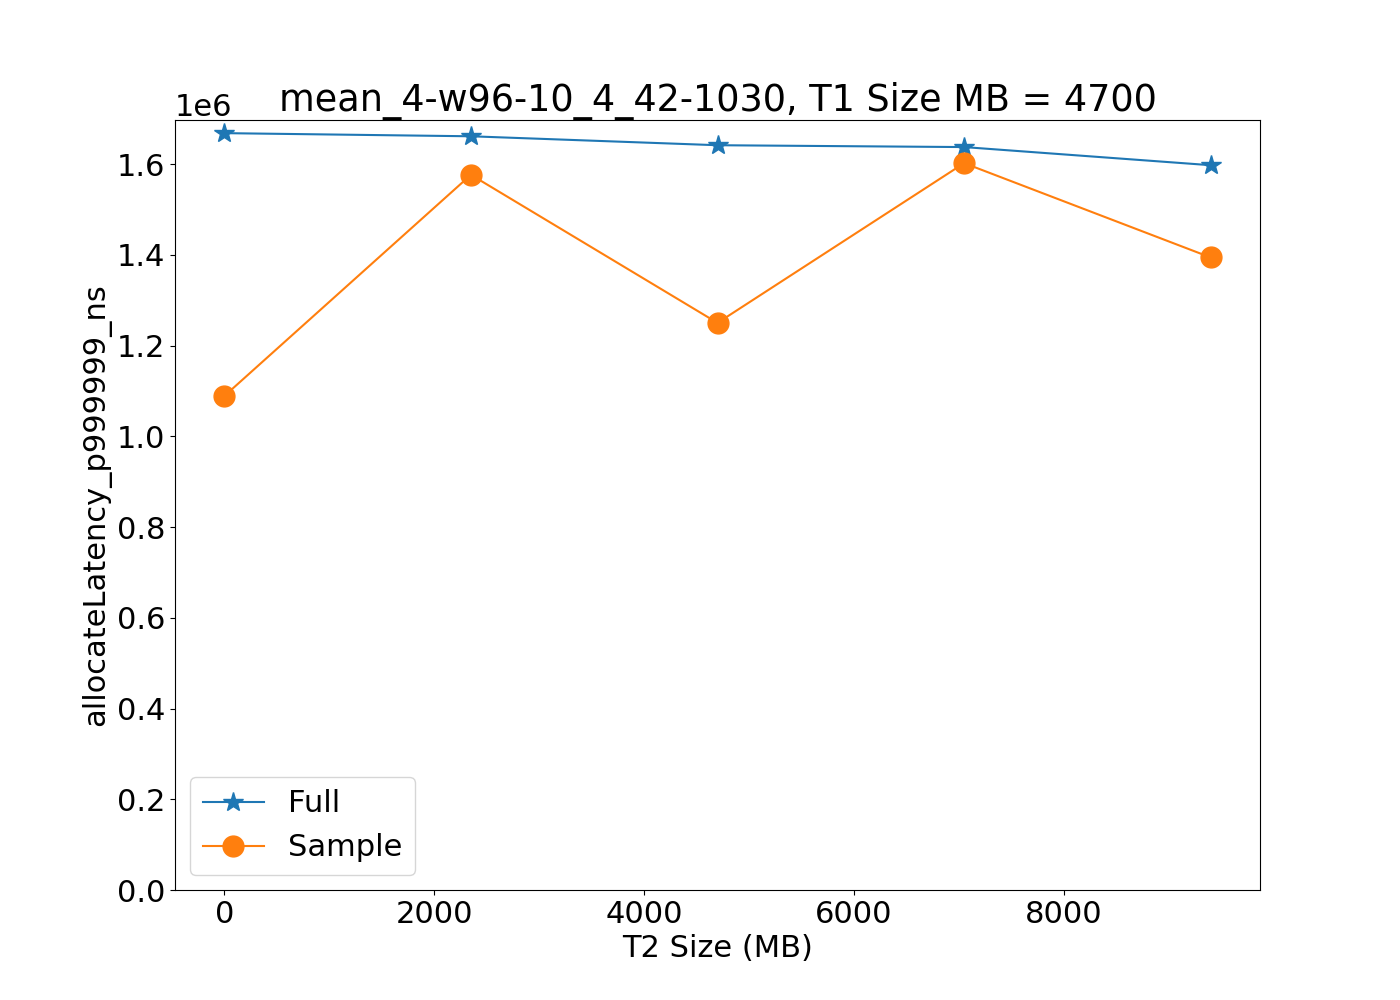 mean_4-w96-10_4_42-1030, T1 Size MB = 4700
1e6
1.6
1.4
1.2
1.0
0.8
0.6
0.4
0.2
0.0
allocateLatency_p999999_ns
Full
Sample
0 2000 4000 6000 8000
T2 Size (MB)